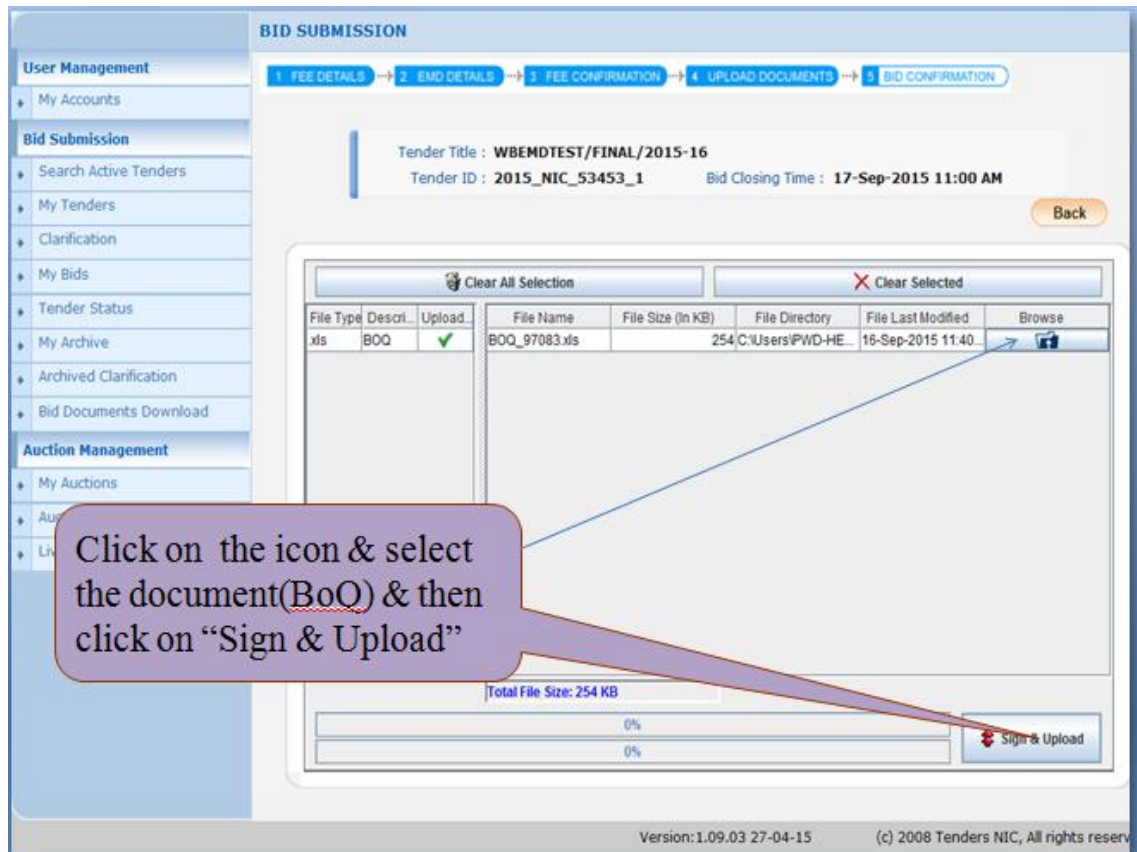 BID SUBMISSION
User Management
My Accounts
Bid Submission
Search Active Tenders
My Tenders
Clarification
My Bids
Tender Status
My Archive
Archived Clarification
Bid Documents Download
Auction Management
My Auctions
1 FEE DETAILS 2 EMD DETAILS 3 FEE CONFIRMATION 4 UPLOAD DOCUMENTS 5 BID CONFIRMATION
Tender Title : WBEMDTEST/FINAL/2015-16
Tender ID : 2015_NIC_53453_1 Bid Closing Time : 17-Sep-2015 11:00 AM
Back
Clear All Selection Clear Selected
File Type Descri... Upload... File Name File Size (In KB) File Directory File Last Modified Browse
.xls BOQ BOQ_97083.xls 254 C:\Users\PWD-HE... 16-Sep-2015 11:40...
Click on the icon & select
the document(BoQ) & then
click on “Sign & Upload”
Total File Size: 254 KB
0%
0%
Sign & Upload
Version:1.09.03 27-04-15 (c) 2008 Tenders NIC, All rights reserv